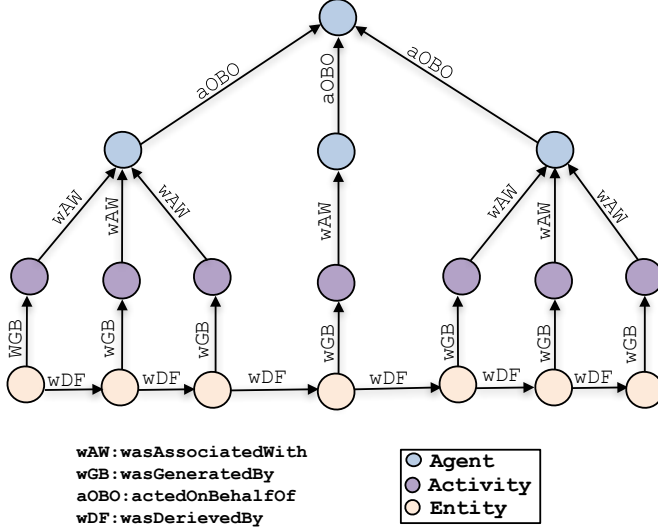 aOBO
aOBO
aOBO
wAW
wAW
wAW
wAW
wAW
wAW
wAW
WGB
wGB
wGB
wGB
wGB
wGB
wGB
wDF
wDF
wDF
wDF
wDF
wDF
wAW:wasAssociatedWith
wGB:wasGeneratedBy
aOBO:actedOnBehalfOf
wDF:wasDerievedBy
Agent
Activity
Entity